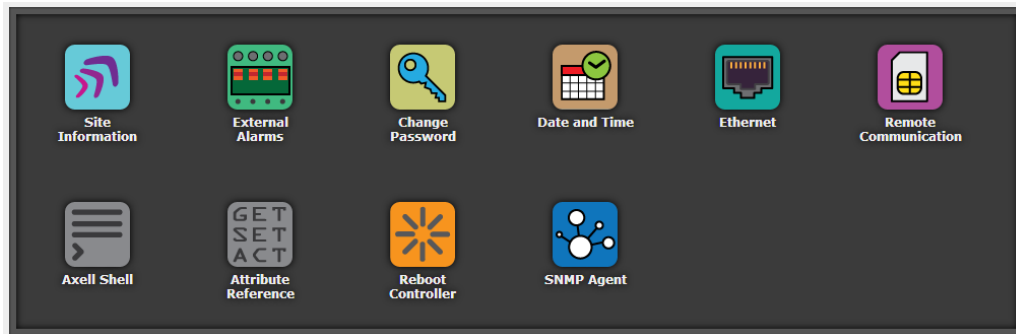 Site
Information
External
Alarms
Change
Password
Date and Time
Ethernet
Remote
Communication
GET
SET
ACT
Axell Shell
Attribute
Reference
Reboot
Controller
SNMP Agent